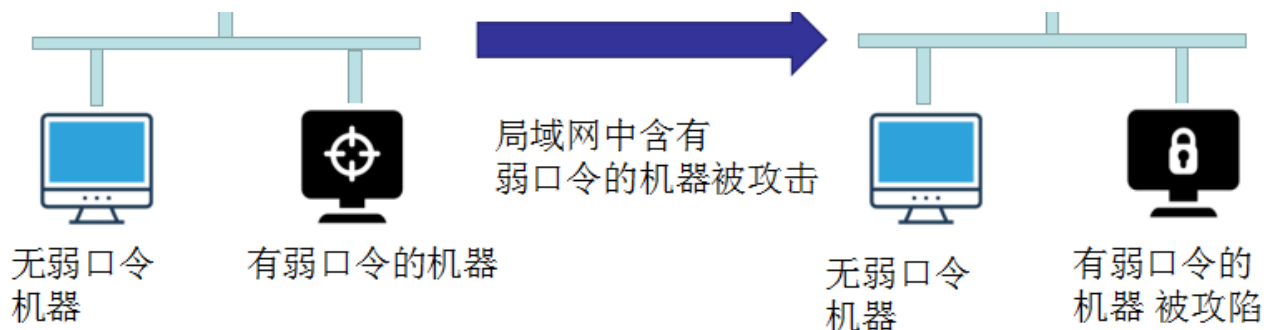 局域网中含有
弱口令的机器被攻击
无弱口令
机器
有弱口令的机器
无弱口令
机器
有弱口令的
机器 被攻陷